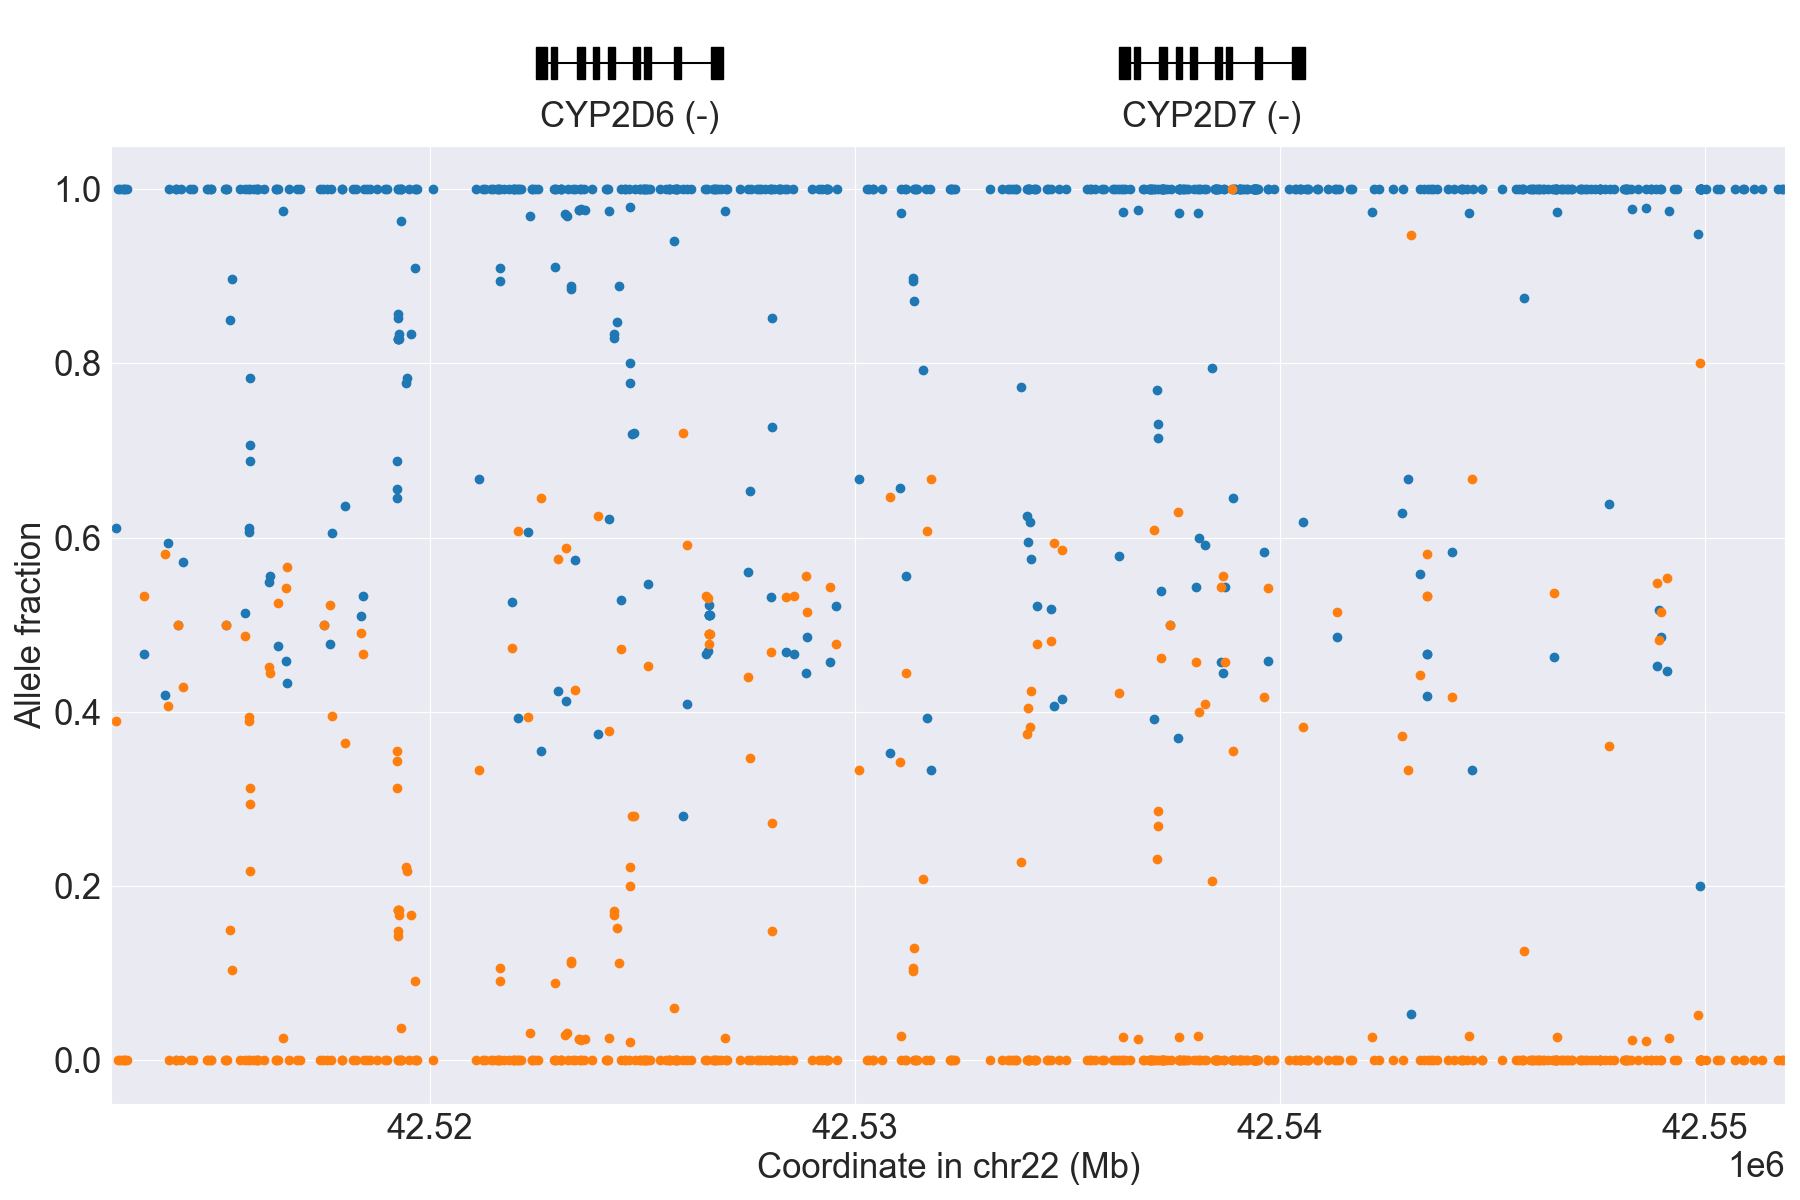 CYP2D6 (-)
CYP2D7 (-)
1.0
0.8
0.6
0.4
0.2
0.0
Allele fraction
42.52
42.53
42.54
42.55
Coordinate in chr22 (Mb)
1e6